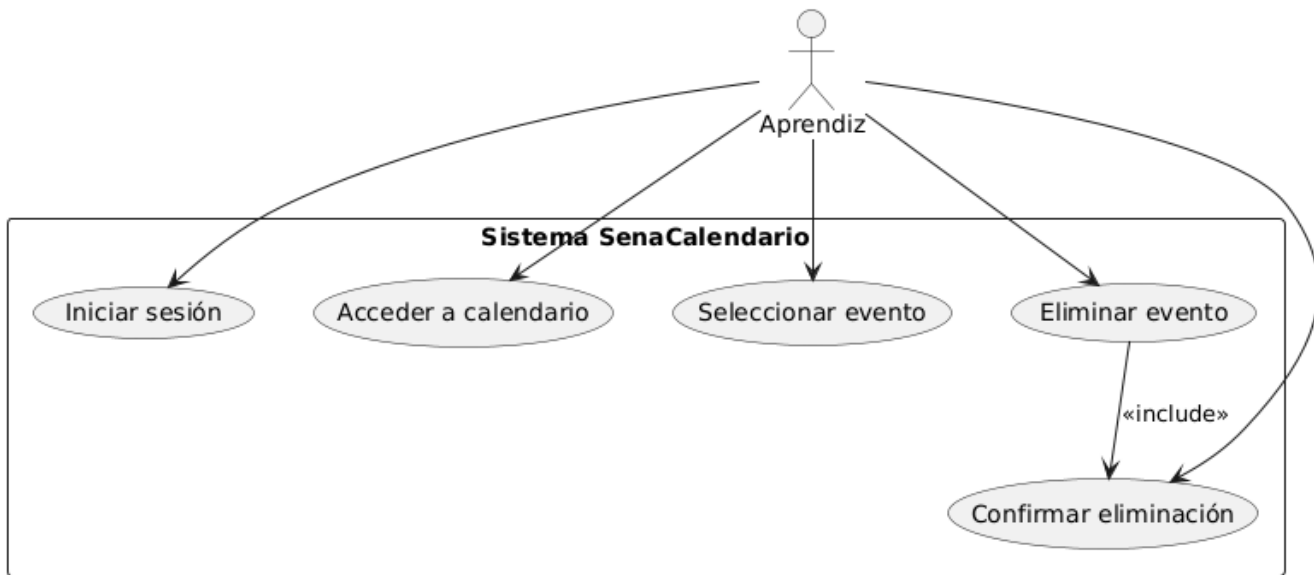 Aprendiz
Sistema SenaCalendario
Iniciar sesión
Acceder a calendario
Seleccionar evento
Eliminar evento
«include»
Confirmar eliminación